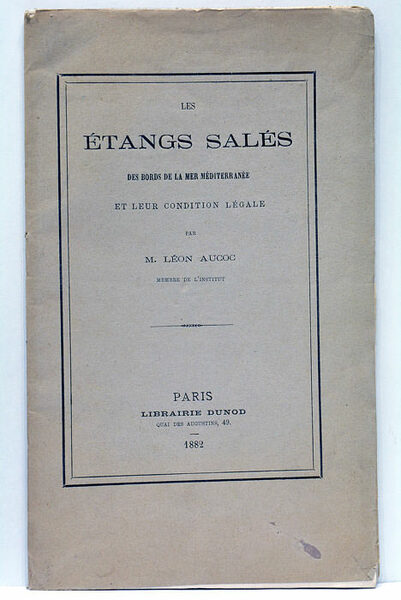 LES
ÉTANGS SALÉS
DES BORDS DE LA MER MÉDITERRANÉE
ET LEUR CONDITION LÉGALE
PAR
M. LÉON AUCOC
MEMBRE DE L'INSTITUT
PARIS
LIBRAIRIE DUNOD
QUAI DES AUGUSTINS, 49.
1882